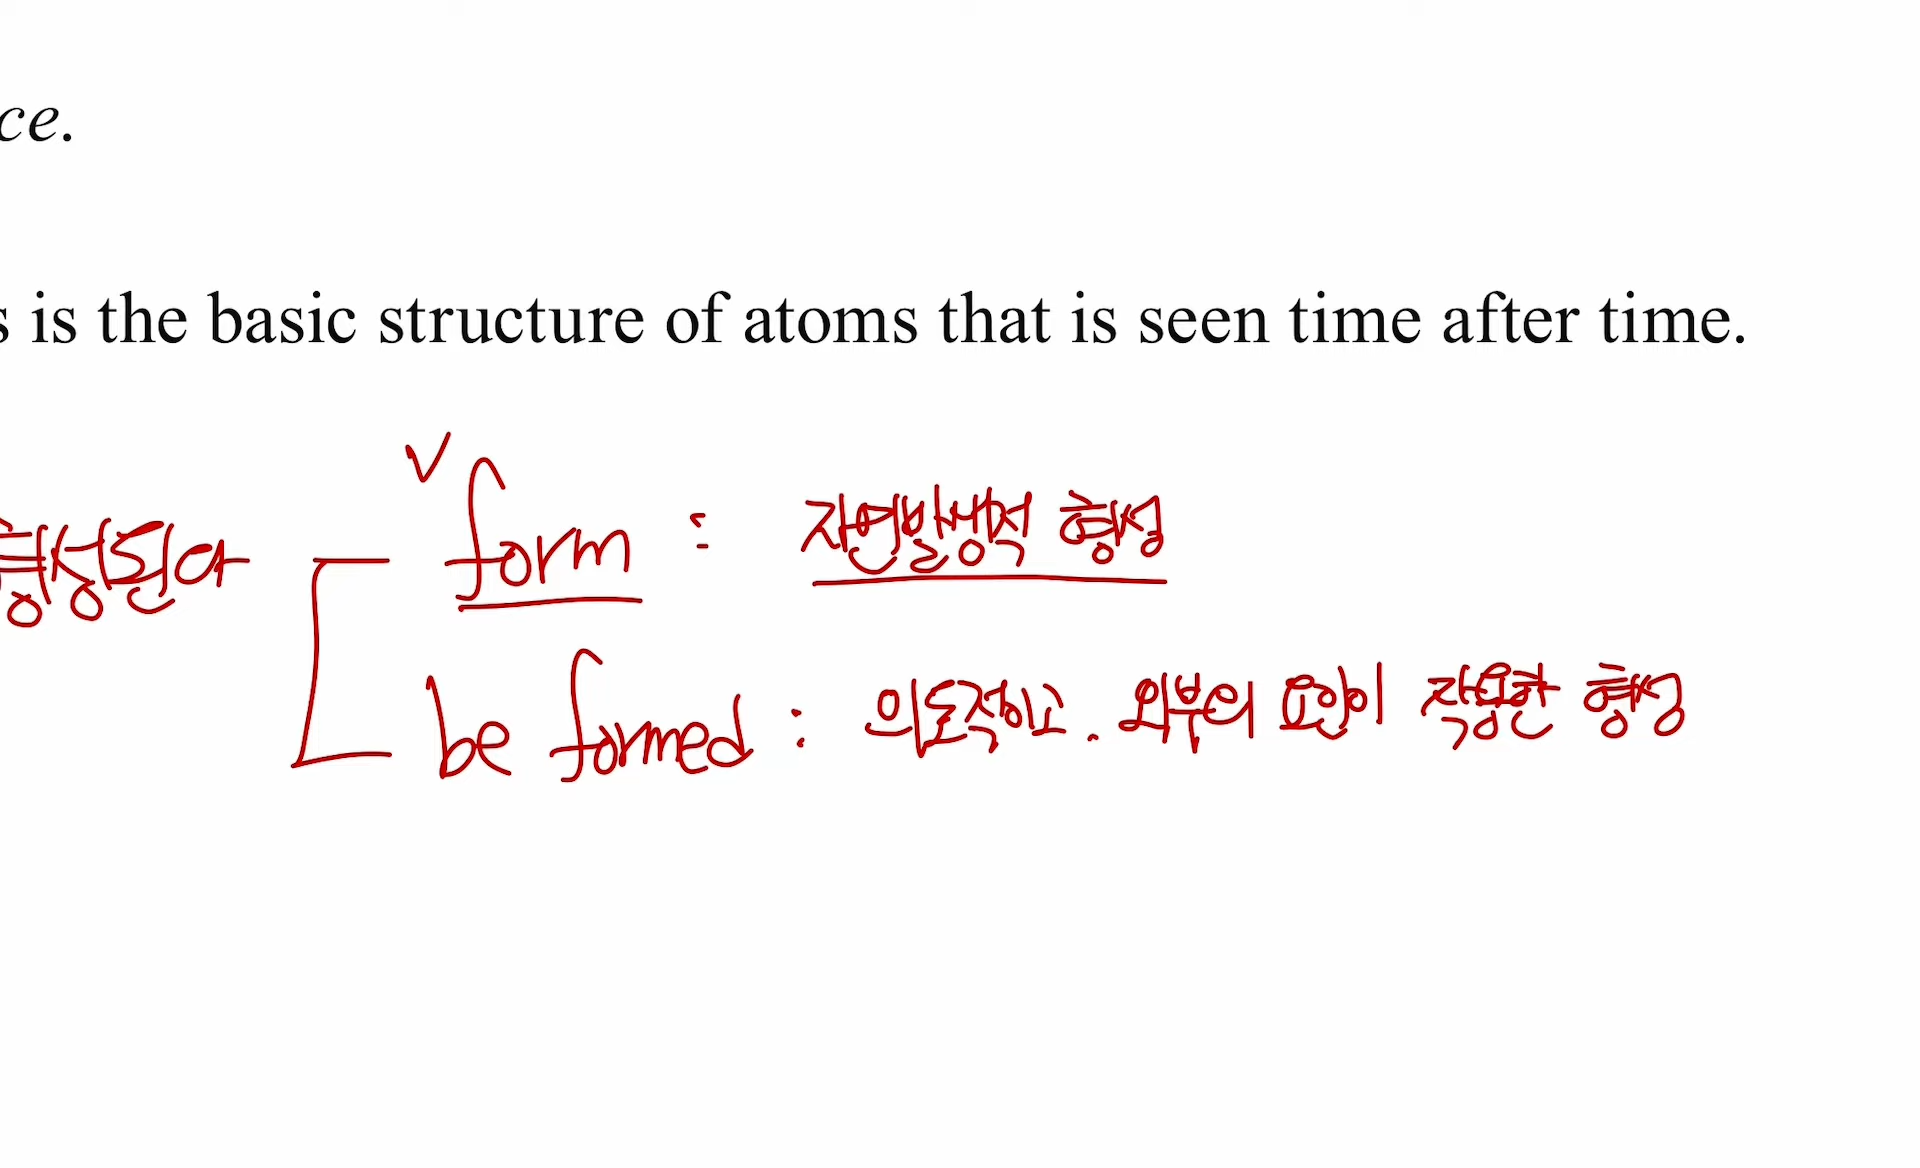 ce.
s is the basic structure of atoms that is seen time after time.
form : 자연발생적 형성
형성된다
be formed : 의도적이고. 외부의 요인이 작용한 형성